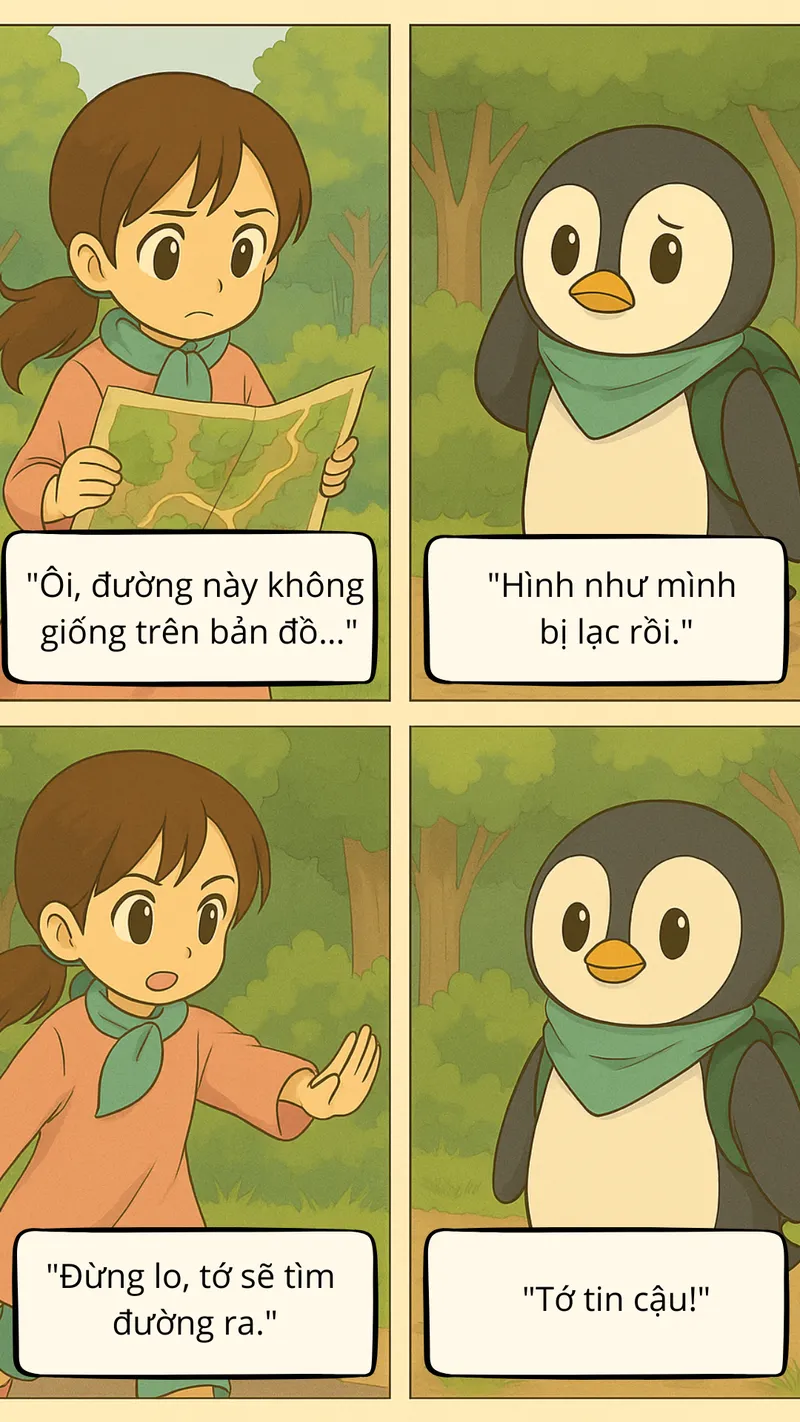 "Ôi, đường này không
giống trên bản đồ..."
"Hình như mình
bị lạc rồi."
"Đừng lo, tớ sẽ tìm
đường ra."
"Tớ tin cậu!"